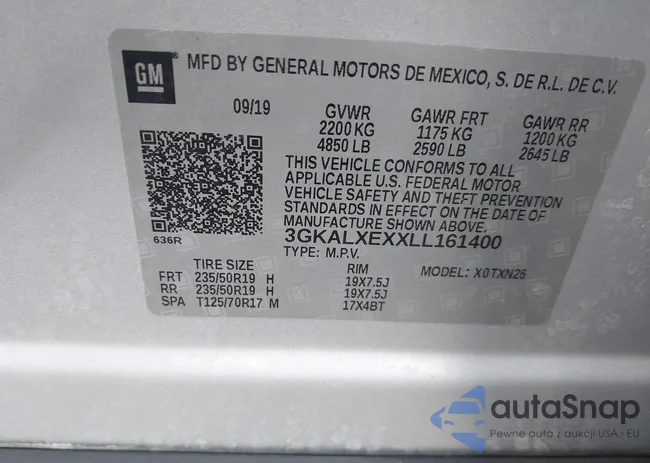 GM
MFD BY GENERAL MOTORS DE MEXICO, S. DE R.L. DE C.V.
09/19 GVWR GAWR FRT GAWR RR
2200 KG 1175 KG 1200 KG
4850 LB 2590 LB 2645 LB
THIS VEHICLE CONFORMS TO ALL
APPLICABLE U.S. FEDERAL MOTOR
VEHICLE SAFETY AND THEFT PREVENTION
STANDARDS IN EFFECT ON THE DATE OF
MANUFACTURE SHOWN ABOVE.
636R
3GKALXEXXLL161400
TYPE: M.P.V.
TIRE SIZE RIM MODEL: X0TXN26
FRT 235/50R19 H 19X7.5J
RR 235/50R19 H 19X7.5J
SPA T125/70R17 M 17X4BT
autaSnap
Pewne auto z aukcji USA i EU